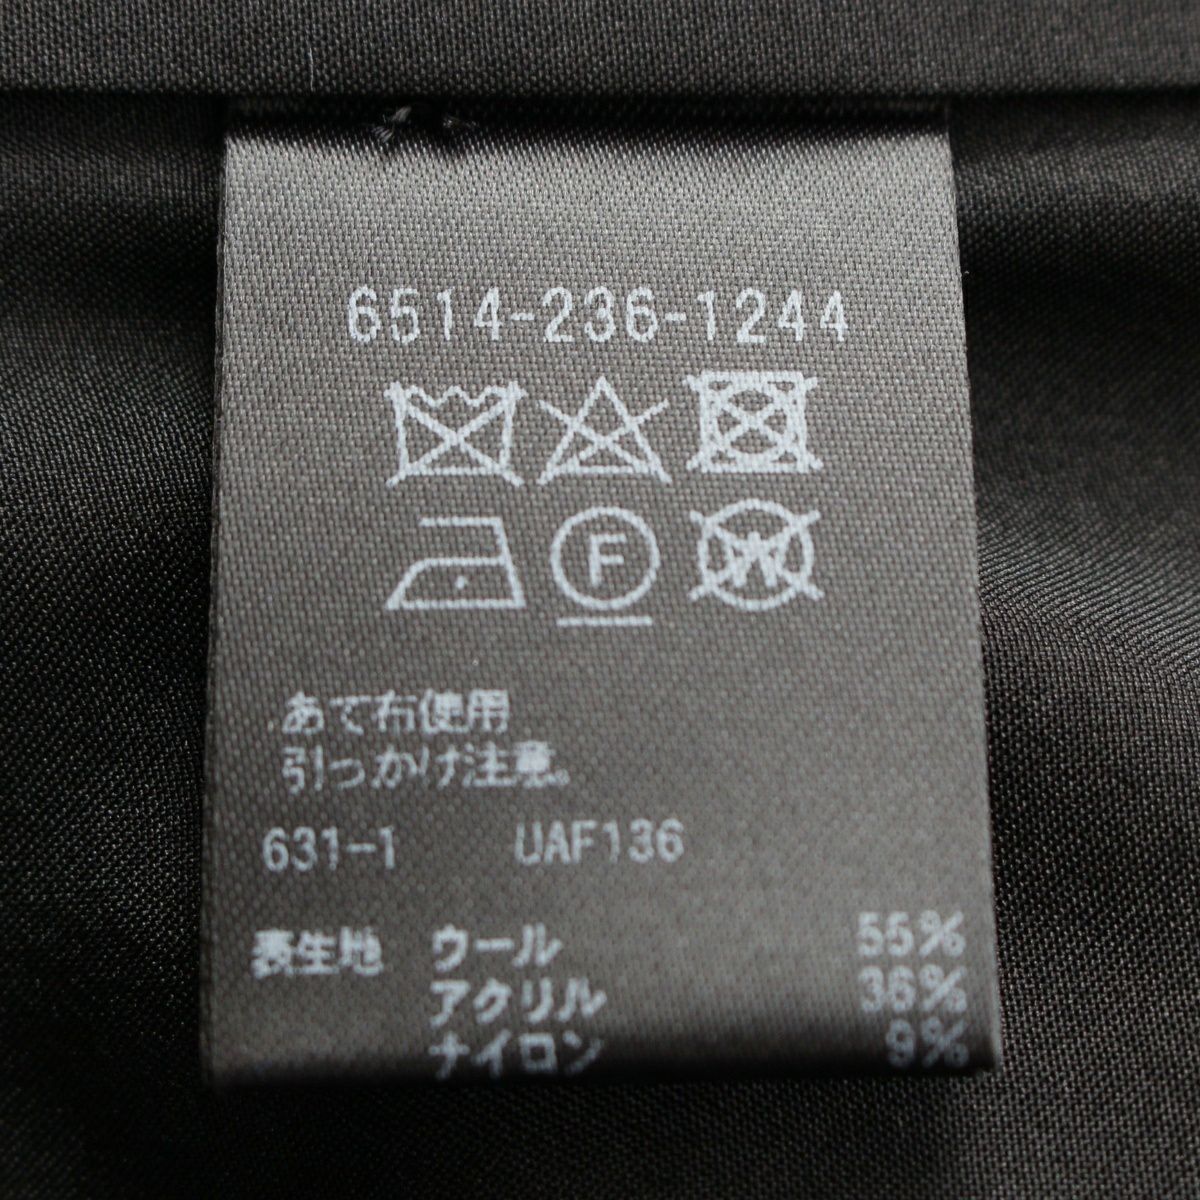 6514-236-1244
F
W
あて布使用
引っかけ注意。
631-1 UAF136
表生地 ウール 55%
アクリル 36%
ナイロン 9%